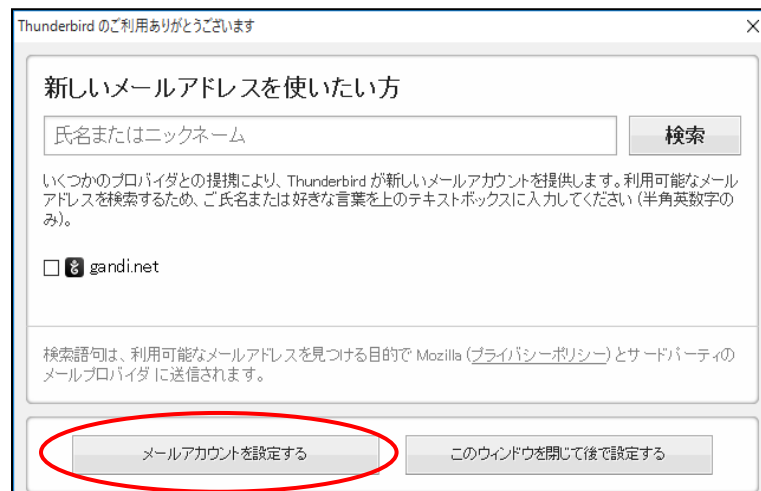 Thunderbird のご利用ありがとうございます
新しいメールアドレスを使いたい方
氏名またはニックネーム
検索
いくつかのプロバイダとの提携により、Thunderbird が新しいメールアカウントを提供します。利用可能なメール
アドレスを検索するため、ご氏名または好きな言葉を上のテキストボックスに入力してください (半角英数字の
み)。
gandi.net
検索語句は、利用可能なメールアドレスを見つける目的で Mozilla (プライバシーポリシー) とサードパーティの
メールプロバイダ に送信されます。
メールアカウントを設定する
このウィンドウを閉じて後で設定する